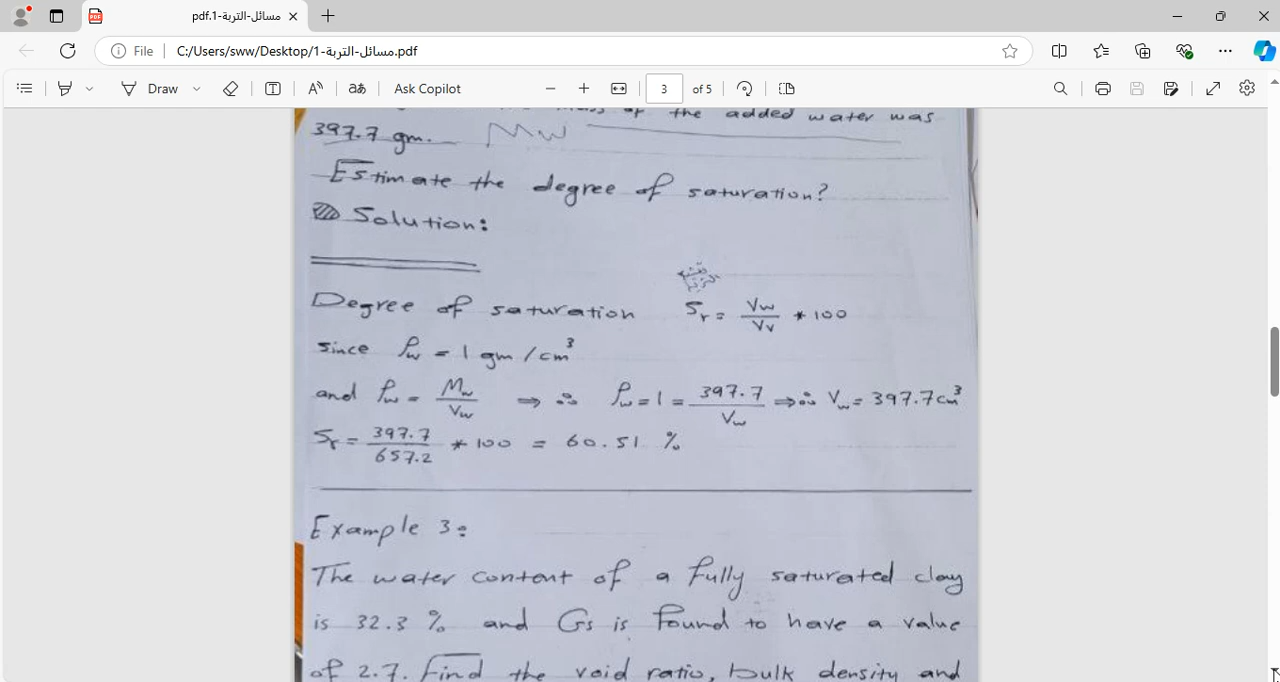 مسائل-التربة-1.pdf
File C:/Users/sww/Desktop/1-مسائل-التربة.pdf
Draw Ask Copilot 3 of 5
of the added water was
397.7 gm. Mw
Estimate the degree of saturation?
Solution:
Degree of saturation Sr = Vw/Vv * 100
since ρw = 1 gm/cm³
and ρw = Mw/Vw ⇒ ∴ ρw = 1 = 397.7/Vw ⇒ ∴ Vw = 397.7 cm³
Sr = 397.7/657.2 * 100 = 60.51 %
Example 3:
The water content of a fully saturated clay
is 32.3 % and Gs is found to have a value
of 2.7. Find the void ratio, bulk density and